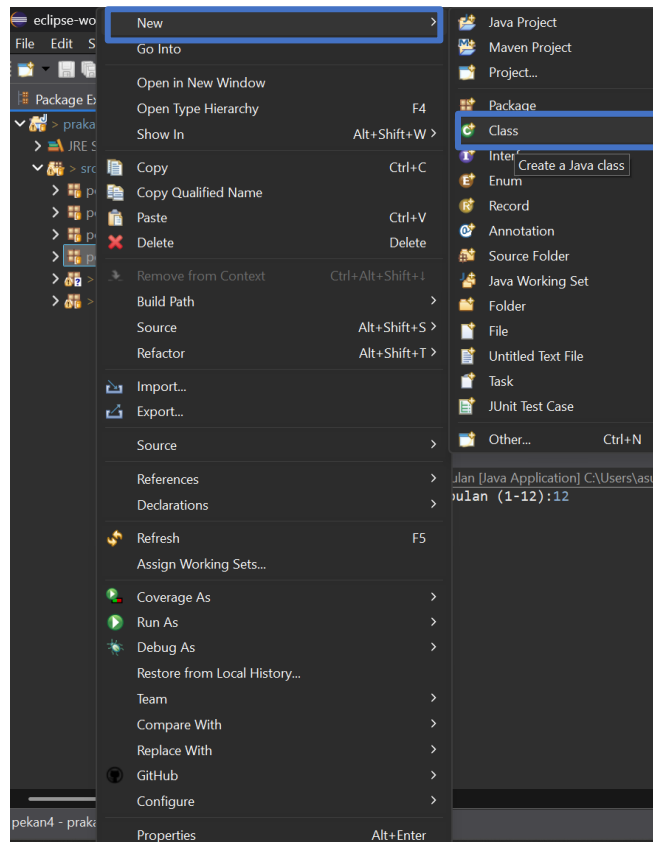 eclipse-wo
File Edit S
Package Ex
> praka
JRE S
> src
New
Go Into
Open in New Window
Open Type Hierarchy F4
Show In Alt+Shift+W >
Copy Ctrl+C
Copy Qualified Name
Paste Ctrl+V
Delete Delete
Remove from Context Ctrl+Alt+Shift+↓
Build Path
Source Alt+Shift+S >
Refactor Alt+Shift+T >
Import...
Export...
Source
References
Declarations
Refresh F5
Assign Working Sets...
Coverage As
Run As
Debug As
Restore from Local History...
Team
Compare With
Replace With
GitHub
Configure
Properties Alt+Enter
Java Project
Maven Project
Project...
Package
Class
Create a Java class
Interf
Enum
Record
Annotation
Source Folder
Java Working Set
Folder
File
Untitled Text File
Task
JUnit Test Case
Other... Ctrl+N
ulan [Java Application] C:\Users\asu
bulan (1-12):12
pekan4 - praka